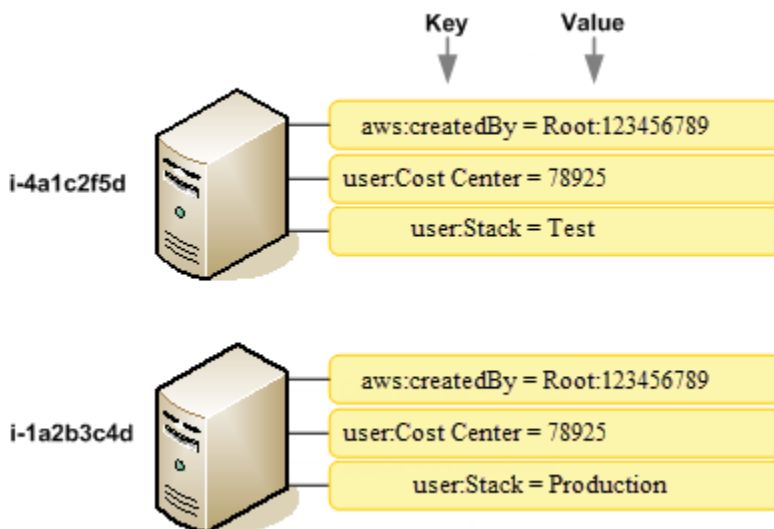 Key Value
aws:createdBy = Root:123456789
i-4a1c2f5d
user:Cost Center = 78925
user:Stack = Test
aws:createdBy = Root:123456789
i-1a2b3c4d
user:Cost Center = 78925
user:Stack = Production